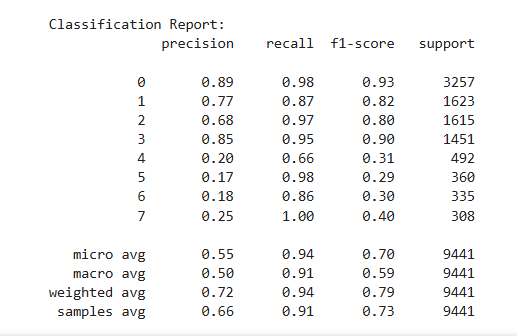 Classification Report:
precision recall f1-score support
0 0.89 0.98 0.93 3257
1 0.77 0.87 0.82 1623
2 0.68 0.97 0.80 1615
3 0.85 0.95 0.90 1451
4 0.20 0.66 0.31 492
5 0.17 0.98 0.29 360
6 0.18 0.86 0.30 335
7 0.25 1.00 0.40 308
micro avg 0.55 0.94 0.70 9441
macro avg 0.50 0.91 0.59 9441
weighted avg 0.72 0.94 0.79 9441
samples avg 0.66 0.91 0.73 9441